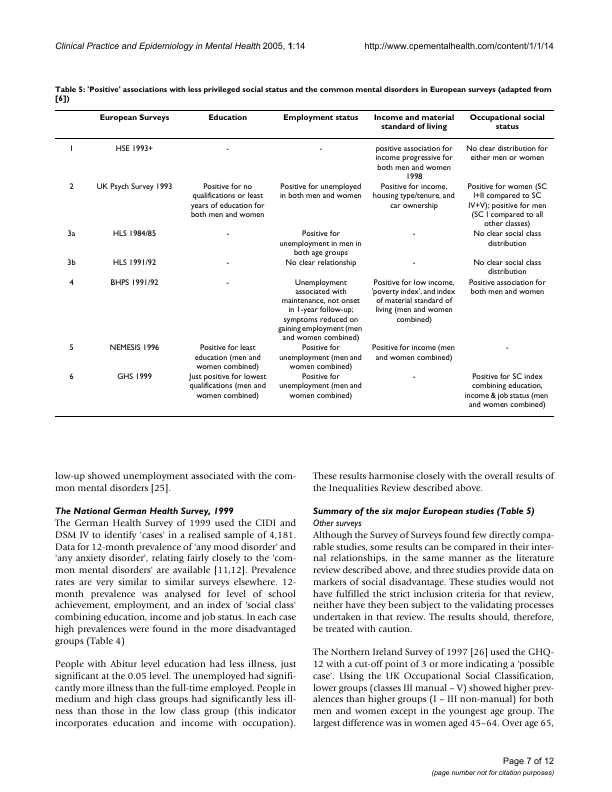 Clinical Practice and Epidemiology in Mental Health 2005, 1:14
http://www.cpementalhealth.com/content/1/1/14
Table 5: 'Positive' associations with less privileged social status and the common mental disorders in European surveys (adapted from
[6])
European Surveys
Education
Employment status
Income and material
standard of living
Occupational social
status
1
HSE 1993+
-
-
positive association for
income progressive for
both men and women
1998
No clear distribution for
either men or women
2
UK Psych Survey 1993
Positive for no
qualifications or least
years of education for
both men and women
Positive for unemployed
in both men and women
Positive for income,
housing type/tenure, and
car ownership
Positive for women (SC
I+II compared to SC
IV+V); positive for men
(SC I compared to all
other classes)
3a
HLS 1984/85
-
Positive for
unemployment in men in
both age groups
-
No clear social class
distribution
3b
HLS 1991/92
-
No clear relationship
-
No clear social class
distribution
4
BHPS 1991/92
-
Unemployment
associated with
maintenance, not onset
in 1-year follow-up;
symptoms reduced on
gaining employment (men
and women combined)
Positive for low income,
'poverty index', and index
of material standard of
living (men and women
combined)
Positive association for
both men and women
5
NEMESIS 1996
Positive for least
education (men and
women combined)
Positive for
unemployment (men and
women combined)
Positive for income (men
and women combined)
-
6
GHS 1999
Just positive for lowest
qualifications (men and
women combined)
Positive for
unemployment (men and
women combined)
-
Positive for SC index
combining education,
income & job status (men
and women combined)
low-up showed unemployment associated with the com-
mon mental disorders [25].
The National German Health Survey, 1999
The German Health Survey of 1999 used the CIDI and
DSM IV to identify 'cases' in a realised sample of 4,181.
Data for 12-month prevalence of 'any mood disorder' and
'any anxiety disorder', relating fairly closely to the 'com-
mon mental disorders' are available [11,12]. Prevalence
rates are very similar to similar surveys elsewhere. 12-
month prevalence was analysed for level of school
achievement, employment, and an index of 'social class'
combining education, income and job status. In each case
high prevalences were found in the more disadvantaged
groups (Table 4)
People with Abitur level education had less illness, just
significant at the 0.05 level. The unemployed had signifi-
cantly more illness than the full-time employed. People in
medium and high class groups had significantly less ill-
ness than those in the low class group (this indicator
incorporates education and income with occupation).
These results harmonise closely with the overall results of
the Inequalities Review described above.
Summary of the six major European studies (Table 5)
Other surveys
Although the Survey of Surveys found few directly compa-
rable studies, some results can be compared in their inter-
nal relationships, in the same manner as the literature
review described above, and three studies provide data on
markers of social disadvantage. These studies would not
have fulfilled the strict inclusion criteria for that review,
neither have they been subject to the validating processes
undertaken in that review. The results should, therefore,
be treated with caution.
The Northern Ireland Survey of 1997 [26] used the GHQ-
12 with a cut-off point of 3 or more indicating a 'possible
case'. Using the UK Occupational Social Classification,
lower groups (classes III manual – V) showed higher prev-
alences than higher groups (I – III non-manual) for both
men and women except in the youngest age group. The
largest difference was in women aged 45–64. Over age 65,
Page 7 of 12
(page number not for citation purposes)